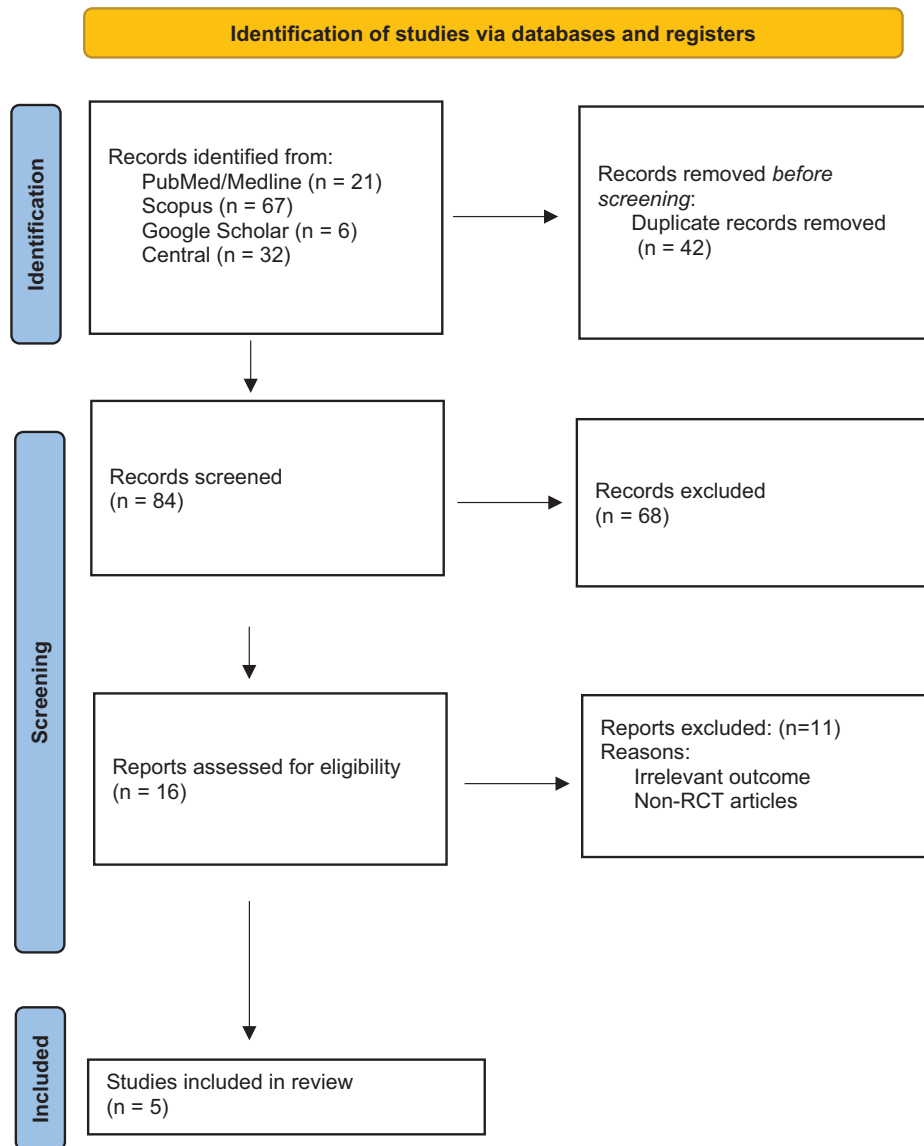 Identification of studies via databases and registers
Identification
Records identified from:
PubMed/Medline (n = 21)
Scopus (n = 67)
Google Scholar (n = 6)
Central (n = 32)
Records removed before
screening:
Duplicate records removed
(n = 42)
Screening
Records screened
(n = 84)
Records excluded
(n = 68)
Reports assessed for eligibility
(n = 16)
Reports excluded: (n=11)
Reasons:
Irrelevant outcome
Non-RCT articles
Included
Studies included in review
(n = 5)